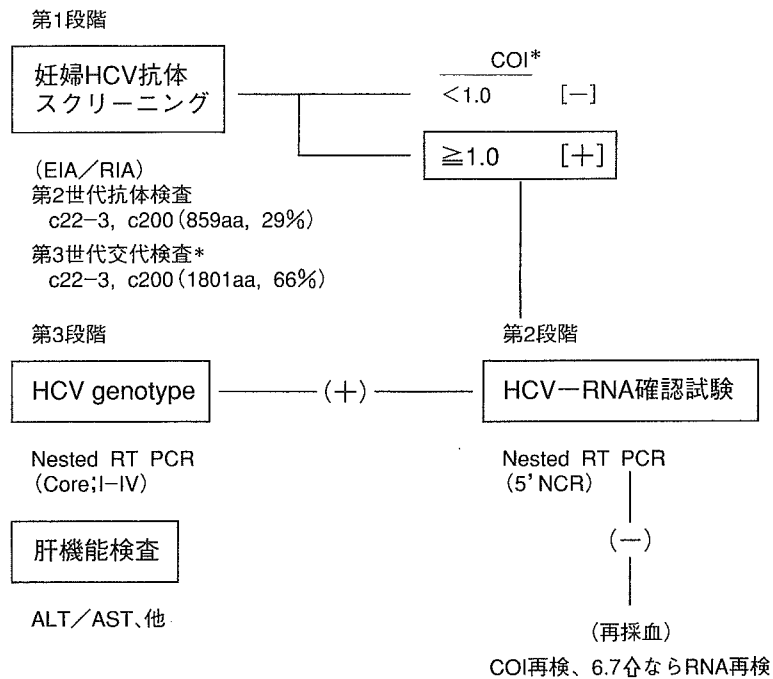 第1段階
妊婦HCV抗体
スクリーニング
COI*
<1.0 [−]
≧1.0 [+]
(EIA/RIA)
第2世代抗体検査
c22−3, c200(859aa, 29%)
第3世代交代検査*
c22−3, c200(1801aa, 66%)
第3段階
HCV genotype
(+)
第2段階
HCV−RNA確認試験
Nested RT PCR
(Core;I−IV)
Nested RT PCR
(5'NCR)
(−)
肝機能検査
ALT/AST、他
(再採血)
COI再検、6.7⇧ならRNA再検